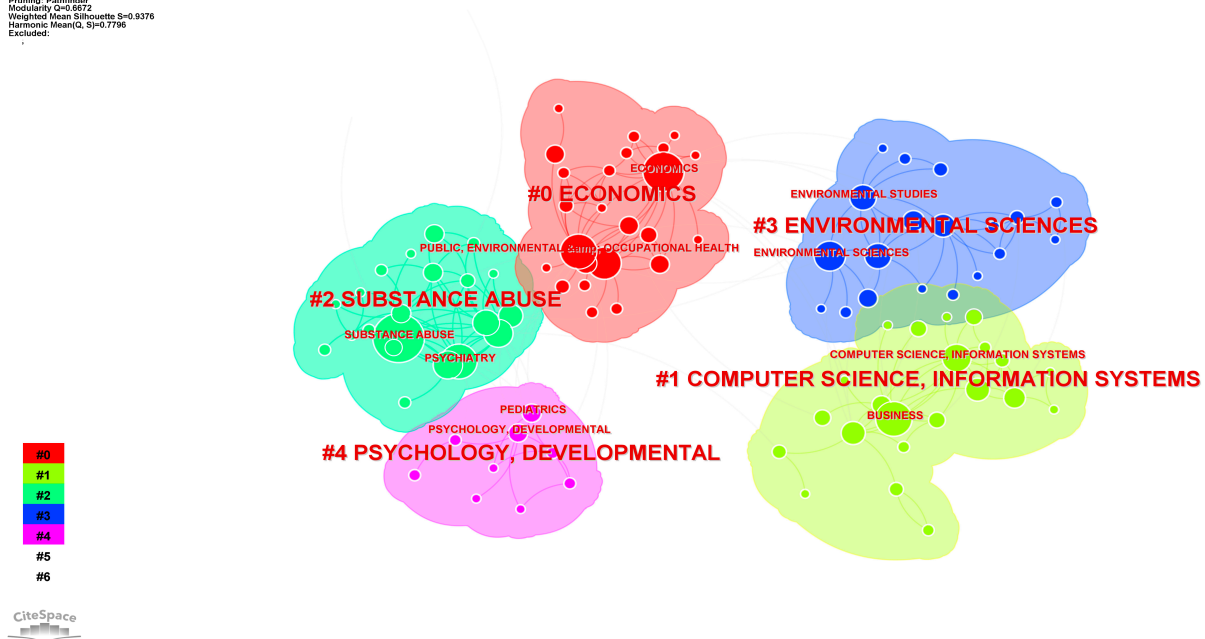 Pruning: Pathfinder
Modularity Q=0.6672
Weighted Mean Silhouette S=0.9376
Harmonic Mean(Q, S)=0.7796
Excluded:
,
ECONOMICS
#0 ECONOMICS
ENVIRONMENTAL STUDIES
#3 ENVIRONMENTAL SCIENCES
PUBLIC, ENVIRONMENTAL &amp; OCCUPATIONAL HEALTH
ENVIRONMENTAL SCIENCES
#2 SUBSTANCE ABUSE
SUBSTANCE ABUSE
PSYCHIATRY
COMPUTER SCIENCE, INFORMATION SYSTEMS
#1 COMPUTER SCIENCE, INFORMATION SYSTEMS
PEDIATRICS
BUSINESS
PSYCHOLOGY, DEVELOPMENTAL
#4 PSYCHOLOGY, DEVELOPMENTAL
#0
#1
#2
#3
#4
#5
#6
CiteSpace